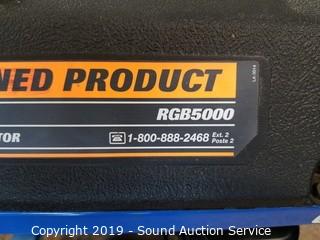 NED PRODUCT
RGB5000
TOR
1-800-888-2468 Ext. 2
Poste 2
Copyright 2019 - Sound Auction Service